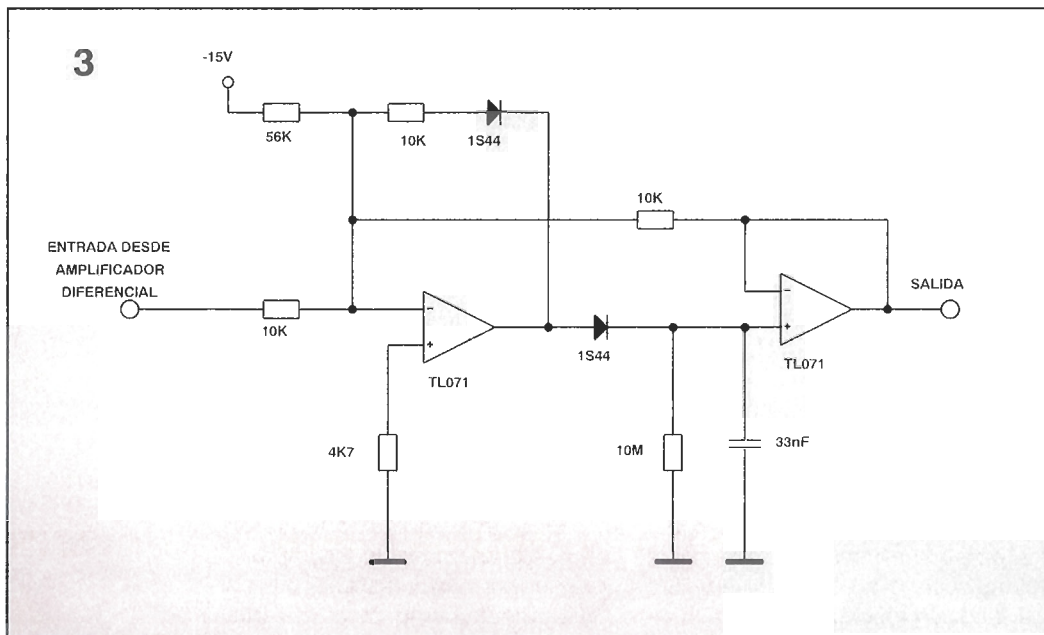 3
-15V
56K
10K
1S44
10K
ENTRADA DESDE
AMPLIFICADOR
DIFERENCIAL
10K
-
+
TL071
1S44
-
+
TL071
SALIDA
4K7
10M
33nF